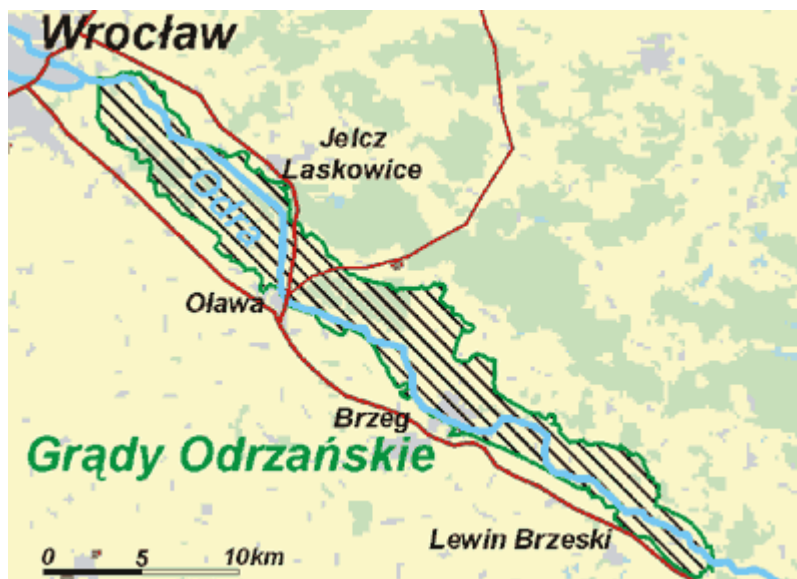 Wrocław
Jelcz
Laskowice
Odra
Oława
Brzeg
Grądy Odrzańskie
Lewin Brzeski
0 5 10km